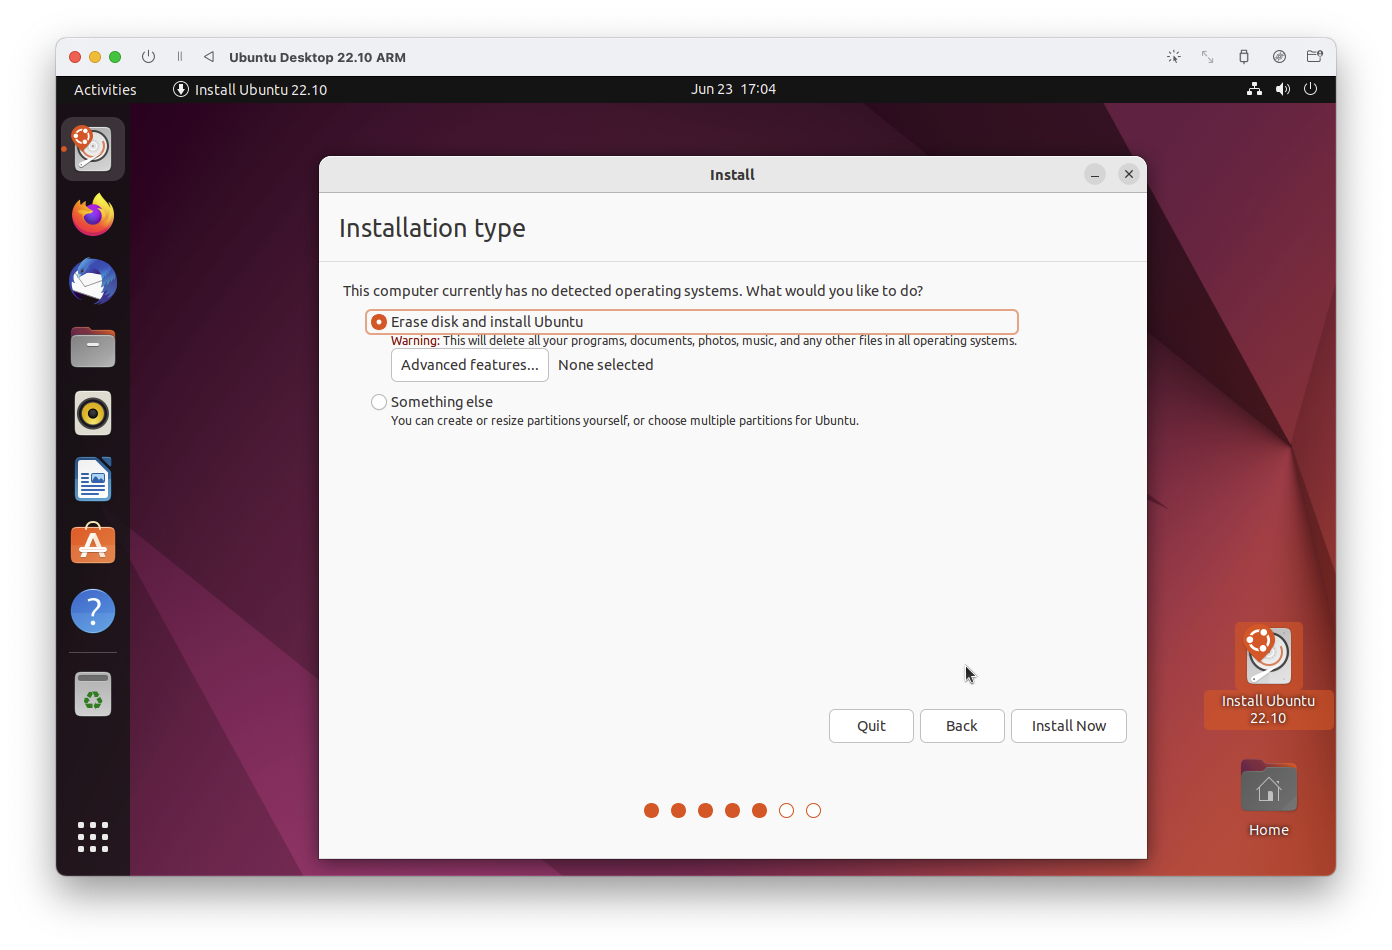 Ubuntu Desktop 22.10 ARM
Activities
Install Ubuntu 22.10
Jun 23 17:04
Install
Installation type
This computer currently has no detected operating systems. What would you like to do?
Erase disk and install Ubuntu
Warning: This will delete all your programs, documents, photos, music, and any other files in all operating systems.
Advanced features...
None selected
Something else
You can create or resize partitions yourself, or choose multiple partitions for Ubuntu.
Quit
Back
Install Now
Install Ubuntu
22.10
Home